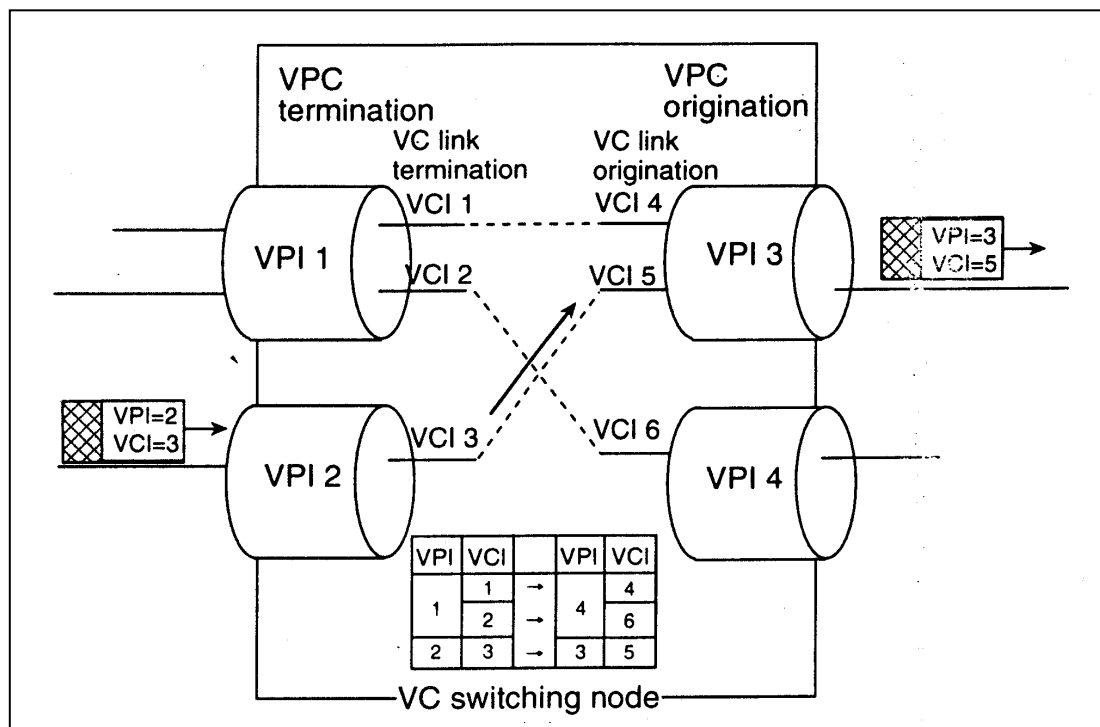 VPC
termination
VPC
origination
VC link
termination
VC link
origination
VCI 1
VCI 4
VPI 1
VPI 3
VPI=3
VCI=5
VCI 2
VCI 5
VPI=2
VCI=3
VCI 3
VCI 6
VPI 2
VPI 4
VPI VCI VPI VCI
1 1 → 4 4
2 → 6
2 3 → 3 5
VC switching node